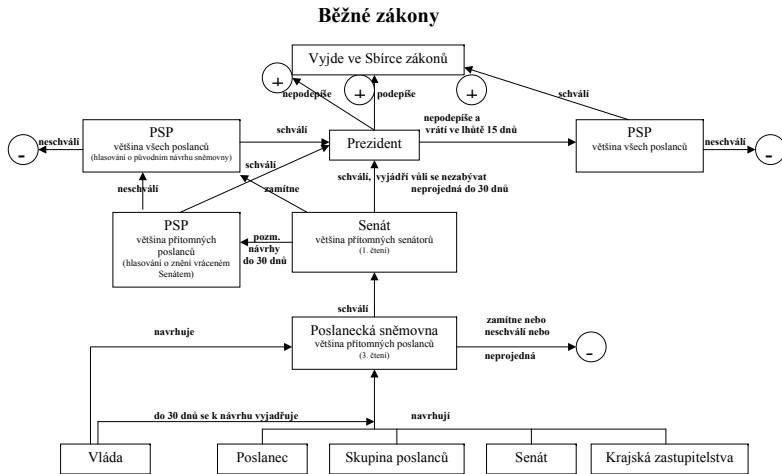 Běžné zákony
Vyjde ve Sbírce zákonů
+
+
+
nepodepíše
podepíše
schválí
neschválí
-
PSP
většina všech poslanců
(hlasování o původním návrhu sněmovny)
schválí
Prezident
nepodepíše a
vrátí ve lhůtě 15 dnů
PSP
většina všech poslanců
neschválí
-
schválí
neschválí
zamítne
schválí, vyjádří vůli se nezabývat
neprojedná do 30 dnů
PSP
většina přítomných
poslanců
(hlasování o znění vráceném
Senátem)
pozm.
návrhy
do 30 dnů
Senát
většina přítomných senátorů
(1. čtení)
schválí
navrhuje
Poslanecká sněmovna
většina přítomných poslanců
(3. čtení)
zamítne nebo
neschválí nebo
neprojedná
-
do 30 dnů se k návrhu vyjadřuje
navrhují
Vláda
Poslanec
Skupina poslanců
Senát
Krajská zastupitelstva